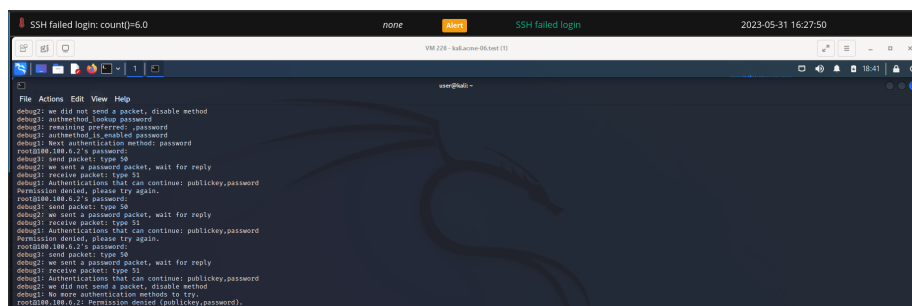 SSH failed login: count()=6.0 none Alert SSH failed login 2023-05-31 16:27:50
VM 228 - kali.acme-06.test (1)
1 18:41
user@kali: ~
File Actions Edit View Help
debug2: we did not send a packet, disable method
debug3: authmethod_lookup password
debug3: remaining preferred: ,password
debug3: authmethod_is_enabled password
debug1: Next authentication method: password
root@100.100.6.2's password:
debug3: send packet: type 50
debug2: we sent a password packet, wait for reply
debug3: receive packet: type 51
debug1: Authentications that can continue: publickey,password
Permission denied, please try again.
root@100.100.6.2's password:
debug3: send packet: type 50
debug2: we sent a password packet, wait for reply
debug3: receive packet: type 51
debug1: Authentications that can continue: publickey,password
Permission denied, please try again.
root@100.100.6.2's password:
debug3: send packet: type 50
debug2: we sent a password packet, wait for reply
debug3: receive packet: type 51
debug1: Authentications that can continue: publickey,password
debug2: we did not send a packet, disable method
debug1: No more authentication methods to try.
root@100.100.6.2: Permission denied (publickey,password).